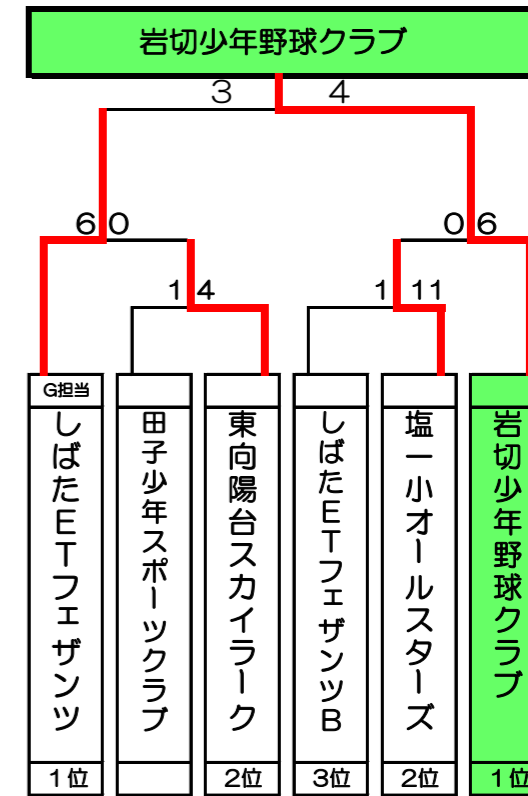 岩切少年野球クラブ
3 4
6 0
0 6
1 4
1 11
G担当
しばたETフェザンツ
田子少年スポーツクラブ
東向陽台スカイラーク
しばたETフェザンツB
塩一小オールスターズ
岩切少年野球クラブ
1位
2位
3位
2位
1位